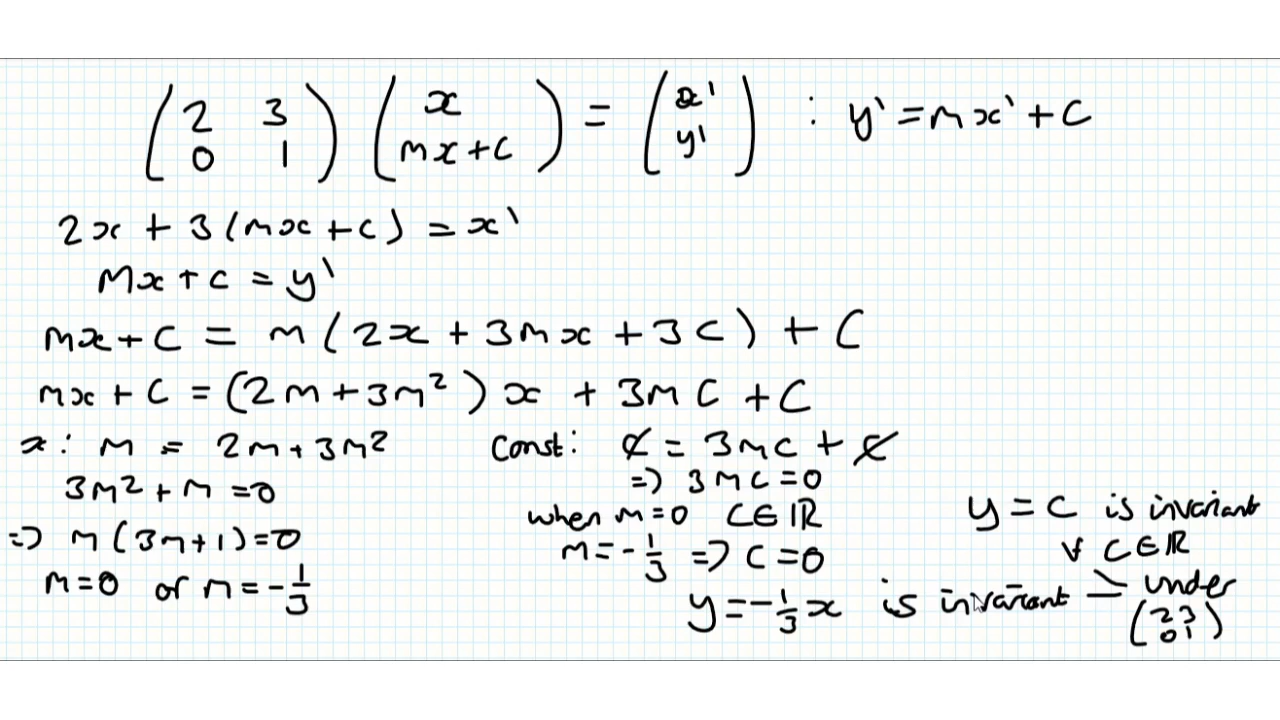 (2 3 0 1) (x mx+c) = (x' y') : y' = mx' + c
2x + 3(mx + c) = x'
mx + c = y'
mx + c = m(2x + 3mx + 3c) + c
mx + c = (2m + 3m²)x + 3mc + c
x: m = 2m + 3m²
3m² + m = 0
=> m(3m+1) = 0
m = 0 or m = -1/3
const: c = 3mc + c
=> 3mc = 0
when m = 0 c∈ℝ
m = -1/3 => c = 0
y = c is invariant
∀ c∈ℝ
y = -1/3 x is invariant > under
(2 3 0 1)